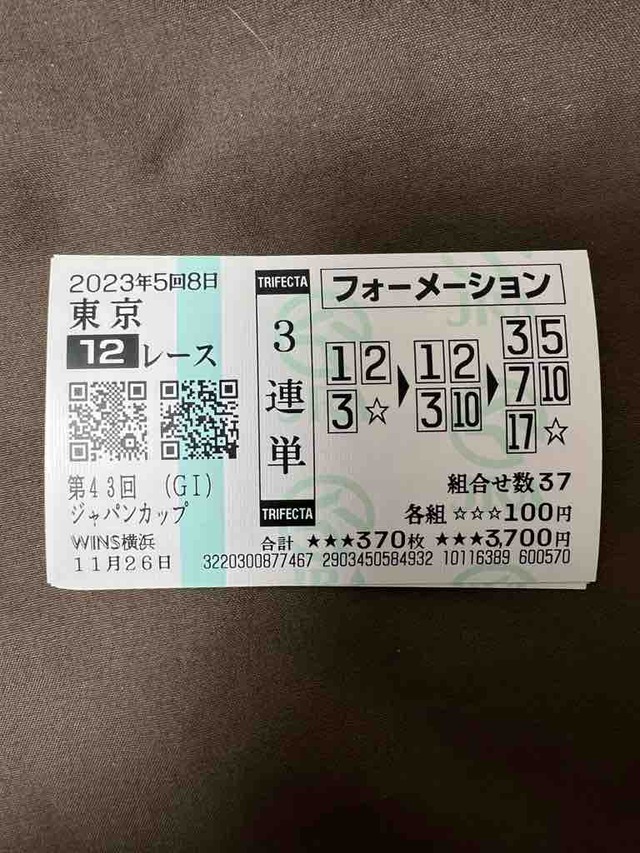 2023年5回8日
東京
12レース
第43回 (GI)
ジャパンカップ
WINS横浜
11月26日
TRIFECTA
3連単
TRIFECTA
フォーメーション
1 2
3 ☆
1 2
3 10
3 5
7 10
17 ☆
組合せ数37
各組 ☆☆☆100円
合計 ★★★370枚 ★★★3,700円
3220300877467 2903450584932 10116389 600570
JRA
JRA